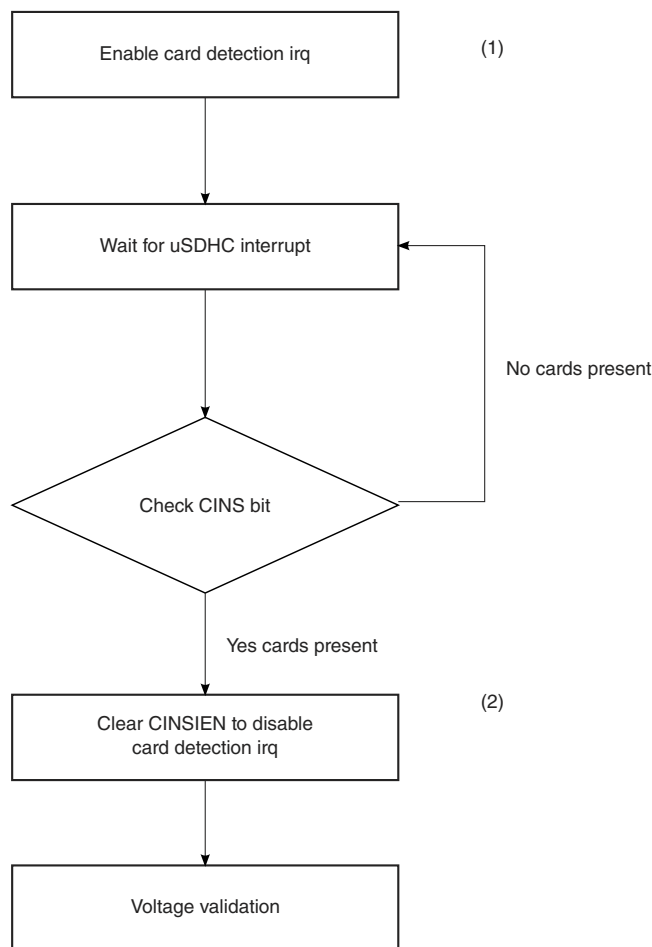 Enable card detection irq
(1)
Wait for uSDHC interrupt
No cards present
Check CINS bit
Yes cards present
Clear CINSIEN to disable
card detection irq
(2)
Voltage validation